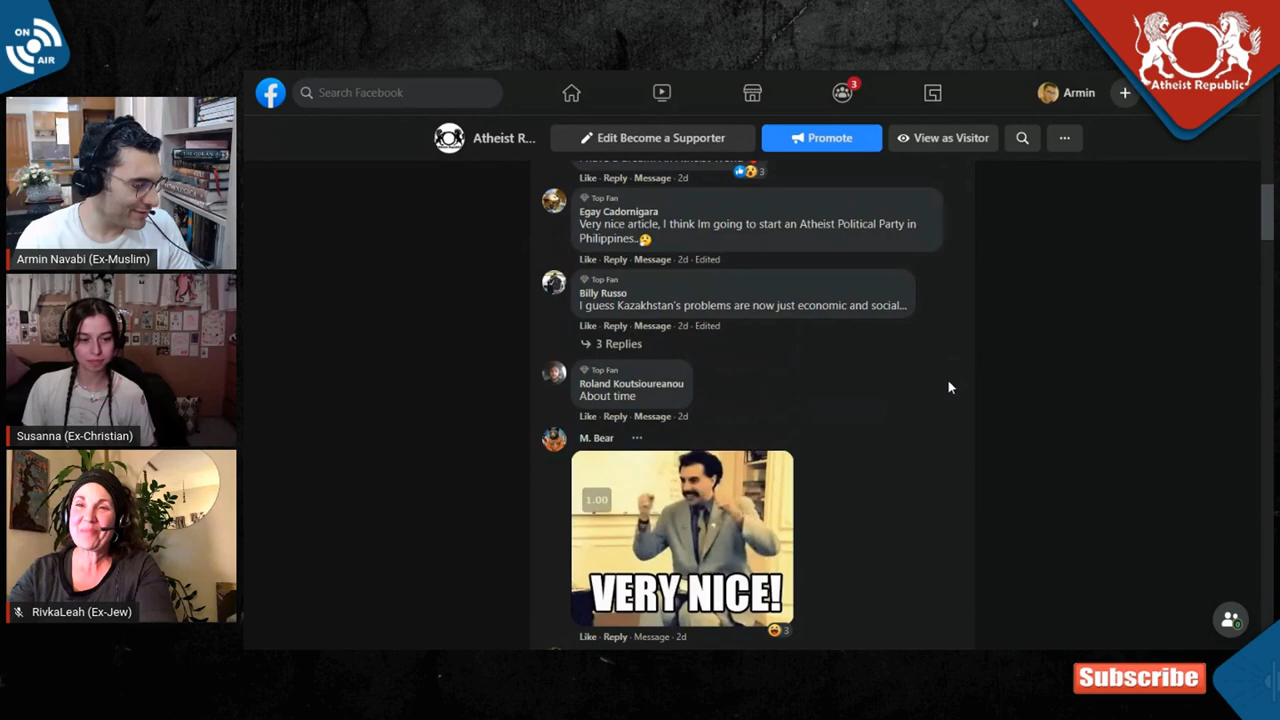 ON
AIR
Search Facebook
3
Armin
Atheist Republic
Atheist R...
Edit Become a Supporter
Promote
View as Visitor
Like · Reply · Message · 2d
3
Top Fan
Egay Cadornigara
Very nice article, I think Im going to start an Atheist Political Party in
Philippines..
Like · Reply · Message · 2d · Edited
Top Fan
Billy Russo
I guess Kazakhstan's problems are now just economic and social...
Like · Reply · Message · 2d · Edited
3 Replies
Top Fan
Roland Koutsioureanou
About time
Like · Reply · Message · 2d
M. Bear
1.00
VERY NICE!
3
Like · Reply · Message · 2d
Armin Navabi (Ex-Muslim)
Susanna (Ex-Christian)
RivkaLeah (Ex-Jew)
0
Subscribe